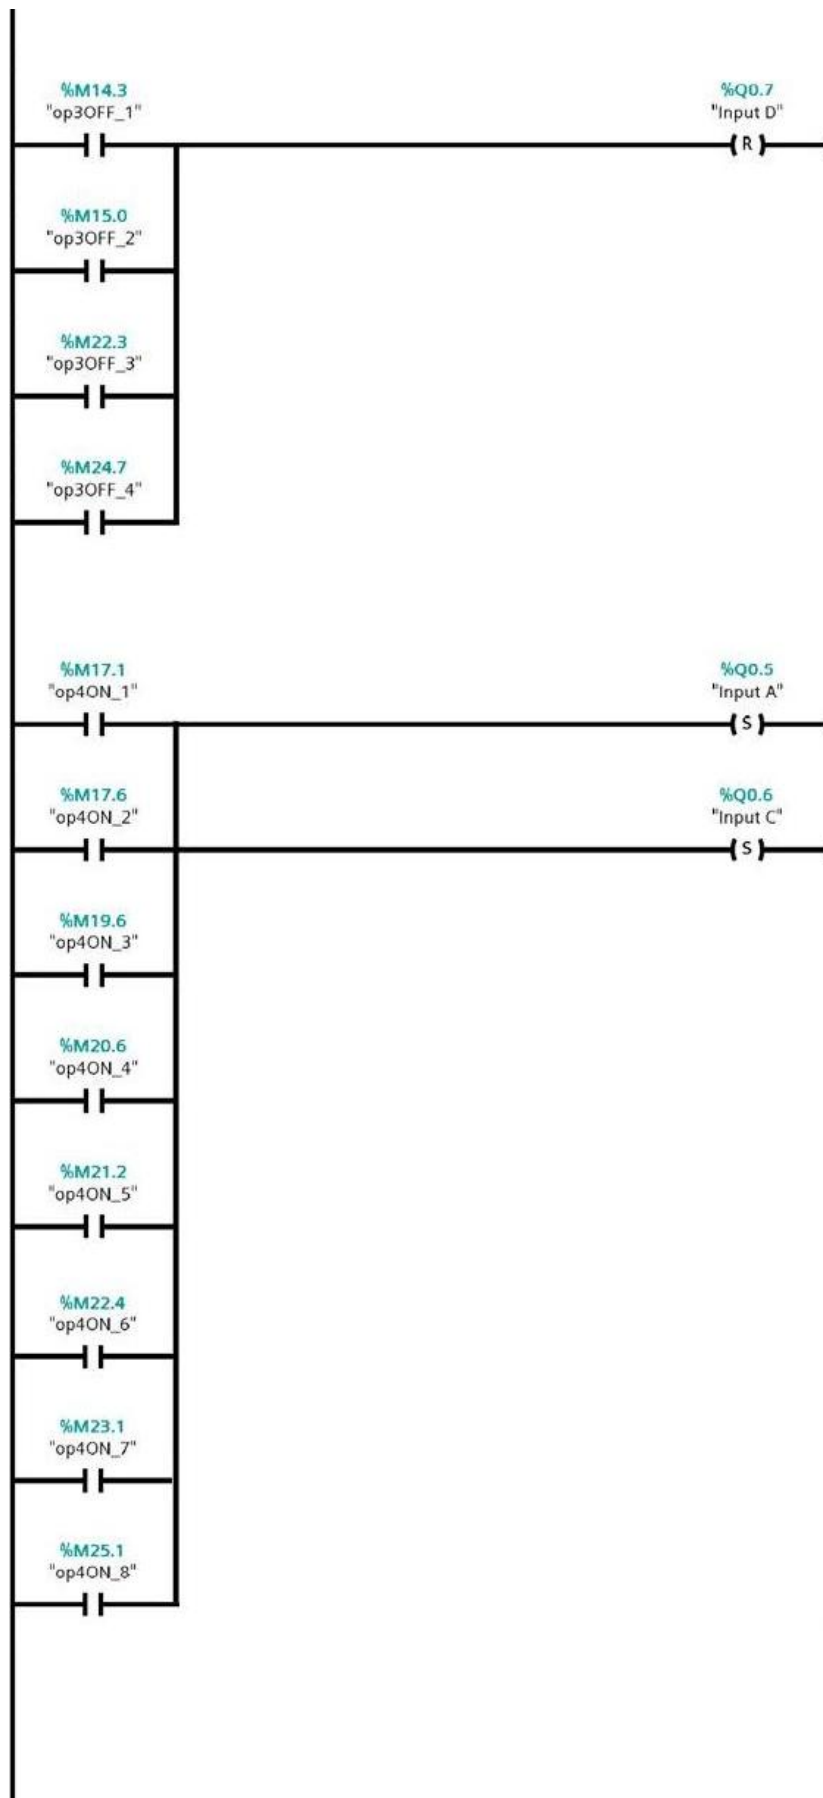 %M14.3
"op3OFF_1"
%Q0.7
"Input D"
R
%M15.0
"op3OFF_2"
%M22.3
"op3OFF_3"
%M24.7
"op3OFF_4"
%M17.1
"op4ON_1"
%Q0.5
"Input A"
S
%M17.6
"op4ON_2"
%Q0.6
"Input C"
S
%M19.6
"op4ON_3"
%M20.6
"op4ON_4"
%M21.2
"op4ON_5"
%M22.4
"op4ON_6"
%M23.1
"op4ON_7"
%M25.1
"op4ON_8"